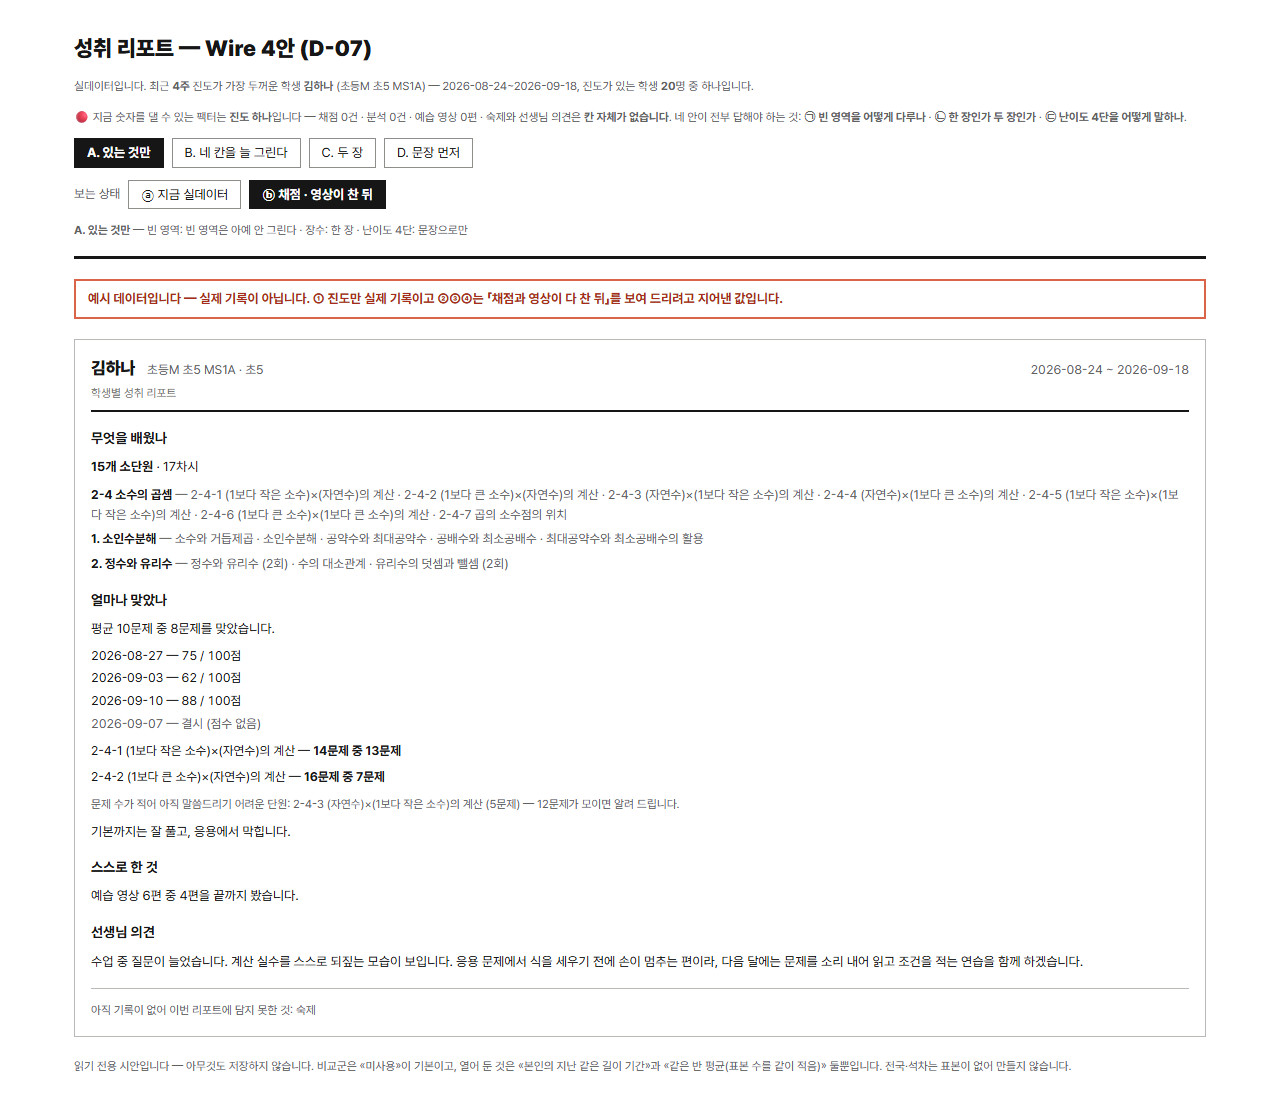 성취 리포트 — Wire 4안 (D-07)
실데이터입니다. 최근 4주 진도가 가장 두꺼운 학생 김하나 (초등M 초5 MS1A) — 2026-08-24~2026-09-18, 진도가 있는 학생 20명 중 하나입니다.
지금 숫자를 댈 수 있는 팩터는 진도 하나입니다 — 채점 0건 · 분석 0건 · 예습 영상 0편 · 숙제와 선생님 의견은 칸 자체가 없습니다. 네 안이 전부 답해야 하는 것: ㉠ 빈 영역을 어떻게 다루나 · ㉡ 한 장인가 두 장인가 · ㉢ 난이도 4단을 어떻게 말하나.
A. 있는 것만
B. 네 칸을 늘 그린다
C. 두 장
D. 문장 먼저
보는 상태
ⓐ 지금 실데이터
ⓑ 채점 · 영상이 찬 뒤
A. 있는 것만 — 빈 영역: 빈 영역은 아예 안 그린다 · 장수: 한 장 · 난이도 4단: 문장으로만
예시 데이터입니다 — 실제 기록이 아닙니다. ① 진도만 실제 기록이고 ②③④는 「채점과 영상이 다 찬 뒤」를 보여 드리려고 지어낸 값입니다.
김하나 초등M 초5 MS1A · 초5
2026-08-24 ~ 2026-09-18
학생별 성취 리포트
무엇을 배웠나
15개 소단원 · 17차시
2-4 소수의 곱셈 — 2-4-1 (1보다 작은 소수)×(자연수)의 계산 · 2-4-2 (1보다 큰 소수)×(자연수)의 계산 · 2-4-3 (자연수)×(1보다 작은 소수)의 계산 · 2-4-4 (자연수)×(1보다 큰 소수)의 계산 · 2-4-5 (1보다 작은 소수)×(1보
다 작은 소수)의 계산 · 2-4-6 (1보다 큰 소수)×(1보다 큰 소수)의 계산 · 2-4-7 곱의 소수점의 위치
1. 소인수분해 — 소수와 거듭제곱 · 소인수분해 · 공약수와 최대공약수 · 공배수와 최소공배수 · 최대공약수와 최소공배수의 활용
2. 정수와 유리수 — 정수와 유리수 (2회) · 수의 대소관계 · 유리수의 덧셈과 뺄셈 (2회)
얼마나 맞았나
평균 10문제 중 8문제를 맞았습니다.
2026-08-27 — 75 / 100점
2026-09-03 — 62 / 100점
2026-09-10 — 88 / 100점
2026-09-07 — 결시 (점수 없음)
2-4-1 (1보다 작은 소수)×(자연수)의 계산 — 14문제 중 13문제
2-4-2 (1보다 큰 소수)×(자연수)의 계산 — 16문제 중 7문제
문제 수가 적어 아직 말씀드리기 어려운 단원: 2-4-3 (자연수)×(1보다 작은 소수)의 계산 (5문제) — 12문제가 모이면 알려 드립니다.
기본까지는 잘 풀고, 응용에서 막힙니다.
스스로 한 것
예습 영상 6편 중 4편을 끝까지 봤습니다.
선생님 의견
수업 중 질문이 늘었습니다. 계산 실수를 스스로 되짚는 모습이 보입니다. 응용 문제에서 식을 세우기 전에 손이 멈추는 편이라, 다음 달에는 문제를 소리 내어 읽고 조건을 적는 연습을 함께 하겠습니다.
아직 기록이 없어 이번 리포트에 담지 못한 것: 숙제
읽기 전용 시안입니다 — 아무것도 저장하지 않습니다. 비교군은 «미사용»이 기본이고, 열어 둔 것은 «본인의 지난 같은 길이 기간»과 «같은 반 평균(표본 수를 같이 적음)» 둘뿐입니다. 전국·석차는 표본이 없어 만들지 않습니다.